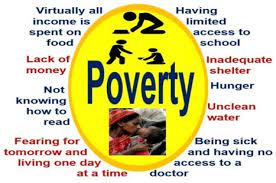 Virtually all
income is
spent on
food
Having
limited
access to
school
Lack of
money
Inadequate
shelter
Poverty
Not
knowing
how to
read
Hunger
Unclean
water
Fearing for
tomorrow and
living one day
at a time
Being sick
and having no
access to a
doctor